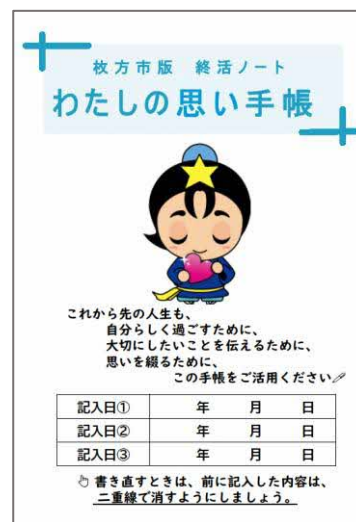 枚方市版 終活ノート
わたしの思い手帳
これから先の人生も、
自分らしく過ごすために、
大切にしたいことを伝えるために、
思いを綴るために、
この手帳をご活用ください
記入日① 年 月 日
記入日② 年 月 日
記入日③ 年 月 日
書き直すときは、前に記入した内容は、
二重線で消すようにしましょう。